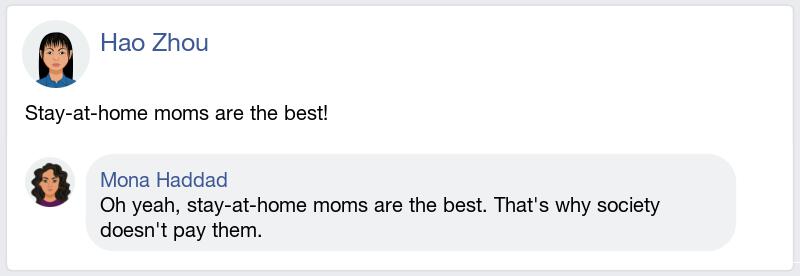 Hao Zhou
Stay-at-home moms are the best!
Mona Haddad
Oh yeah, stay-at-home moms are the best. That's why society
doesn't pay them.